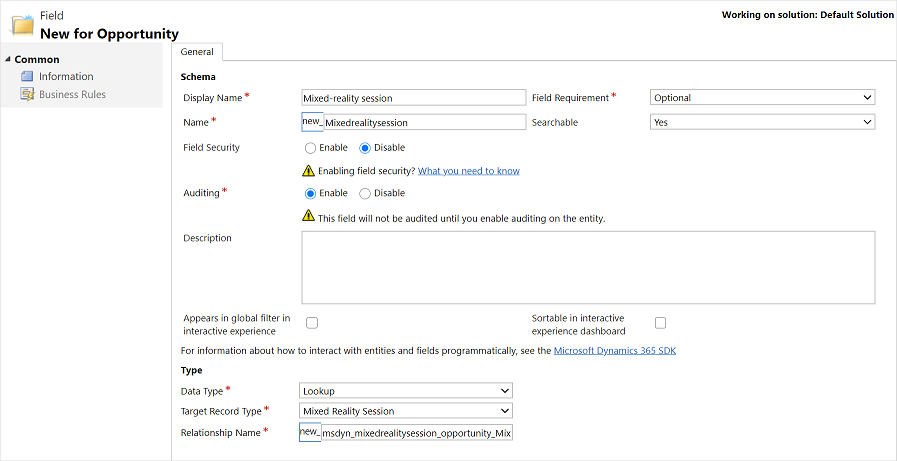 Field
New for Opportunity
Working on solution: Default Solution
Common
Information
Business Rules
General
Schema
Display Name * Mixed-reality session Field Requirement * Optional
Name * new_ Mixedrealitysession Searchable Yes
Field Security Enable Disable
Enabling field security? What you need to know
Auditing * Enable Disable
This field will not be audited until you enable auditing on the entity.
Description
Appears in global filter in
interactive experience
Sortable in interactive
experience dashboard
For information about how to interact with entities and fields programmatically, see the Microsoft Dynamics 365 SDK
Type
Data Type * Lookup
Target Record Type * Mixed Reality Session
Relationship Name * new_ msdyn_mixedrealitysession_opportunity_Mix